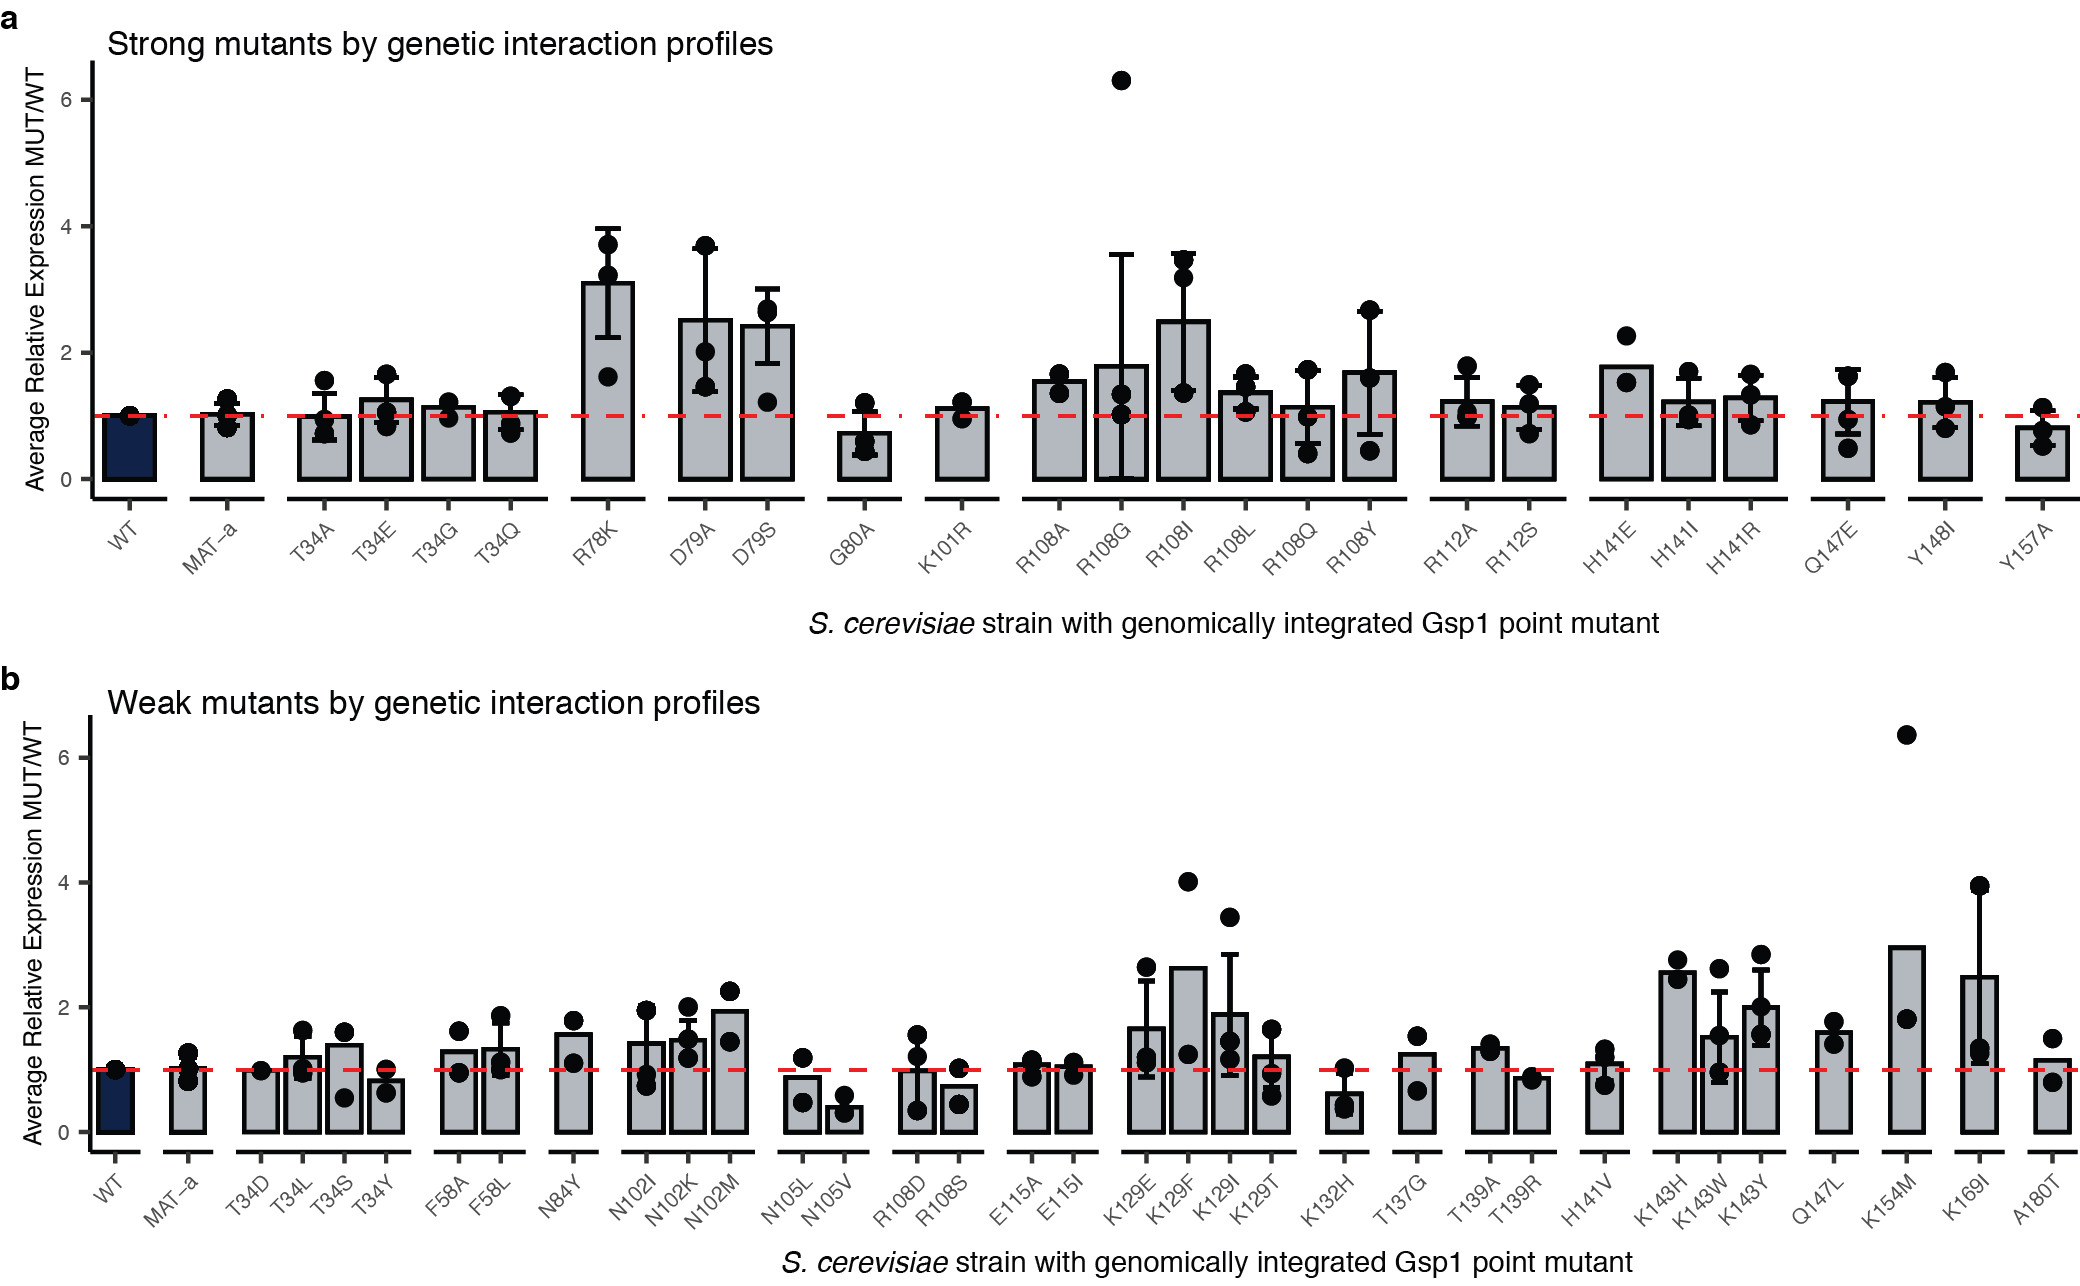 a
Strong mutants by genetic interaction profiles
Average Relative Expression MUT/WT
6
4
2
0
WT MAT-a T34A T34E T34G T34Q R78K D79A D79S G80A K101R R108A R108G R108I R108L R108Q R108Y R112A R112S H141E H141I H141R Q147E Y148I Y157A
S. cerevisiae strain with genomically integrated Gsp1 point mutant
b
Weak mutants by genetic interaction profiles
Average Relative Expression MUT/WT
6
4
2
0
WT MAT-a T34D T34L T34S T34Y F58A F58L N84Y N102I N102K N102M N105L N105V R108D R108S E115A E115I K129E K129F K129I K129T K132H T137G T139A T139R H141V K143H K143W K143Y Q147L K154M K169I A180T
S. cerevisiae strain with genomically integrated Gsp1 point mutant